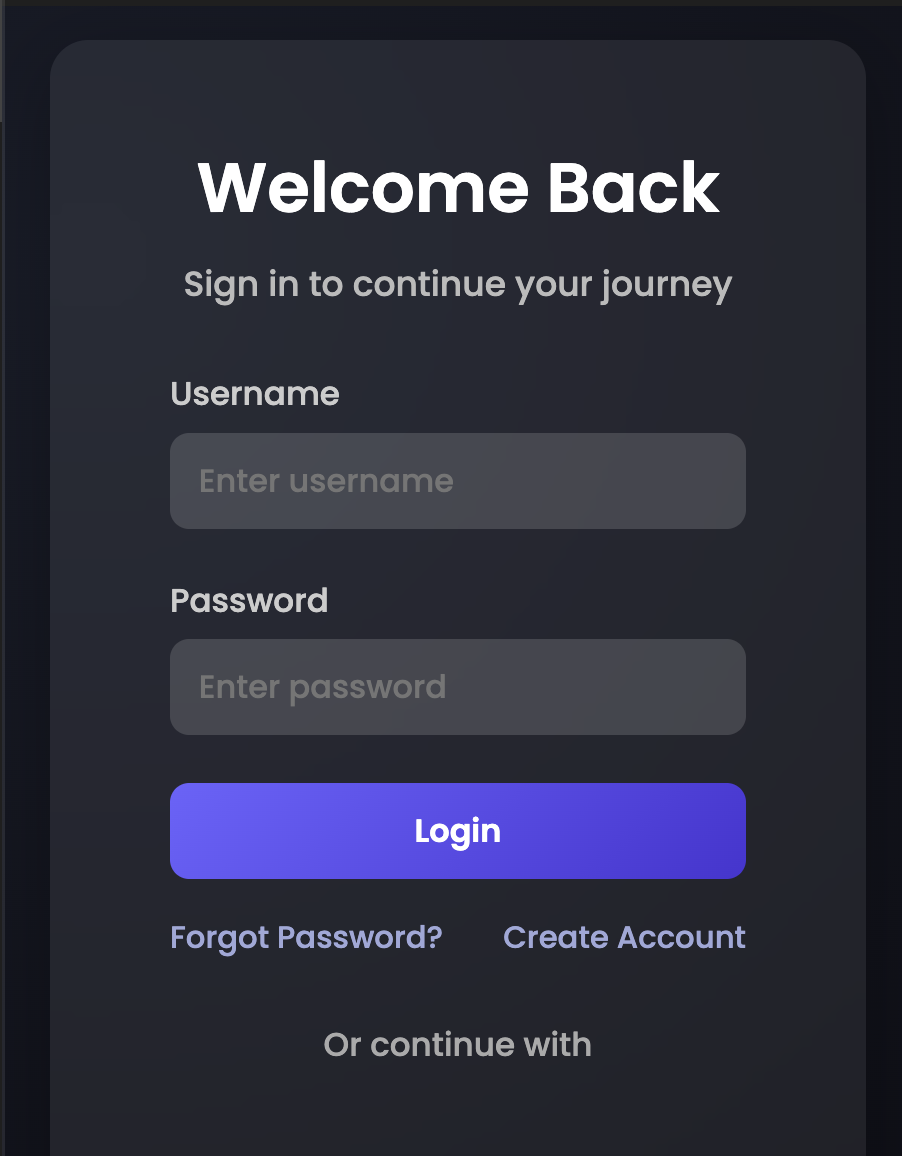 Welcome Back
Sign in to continue your journey
Username
Enter username
Password
Enter password
Login
Forgot Password? Create Account
Or continue with